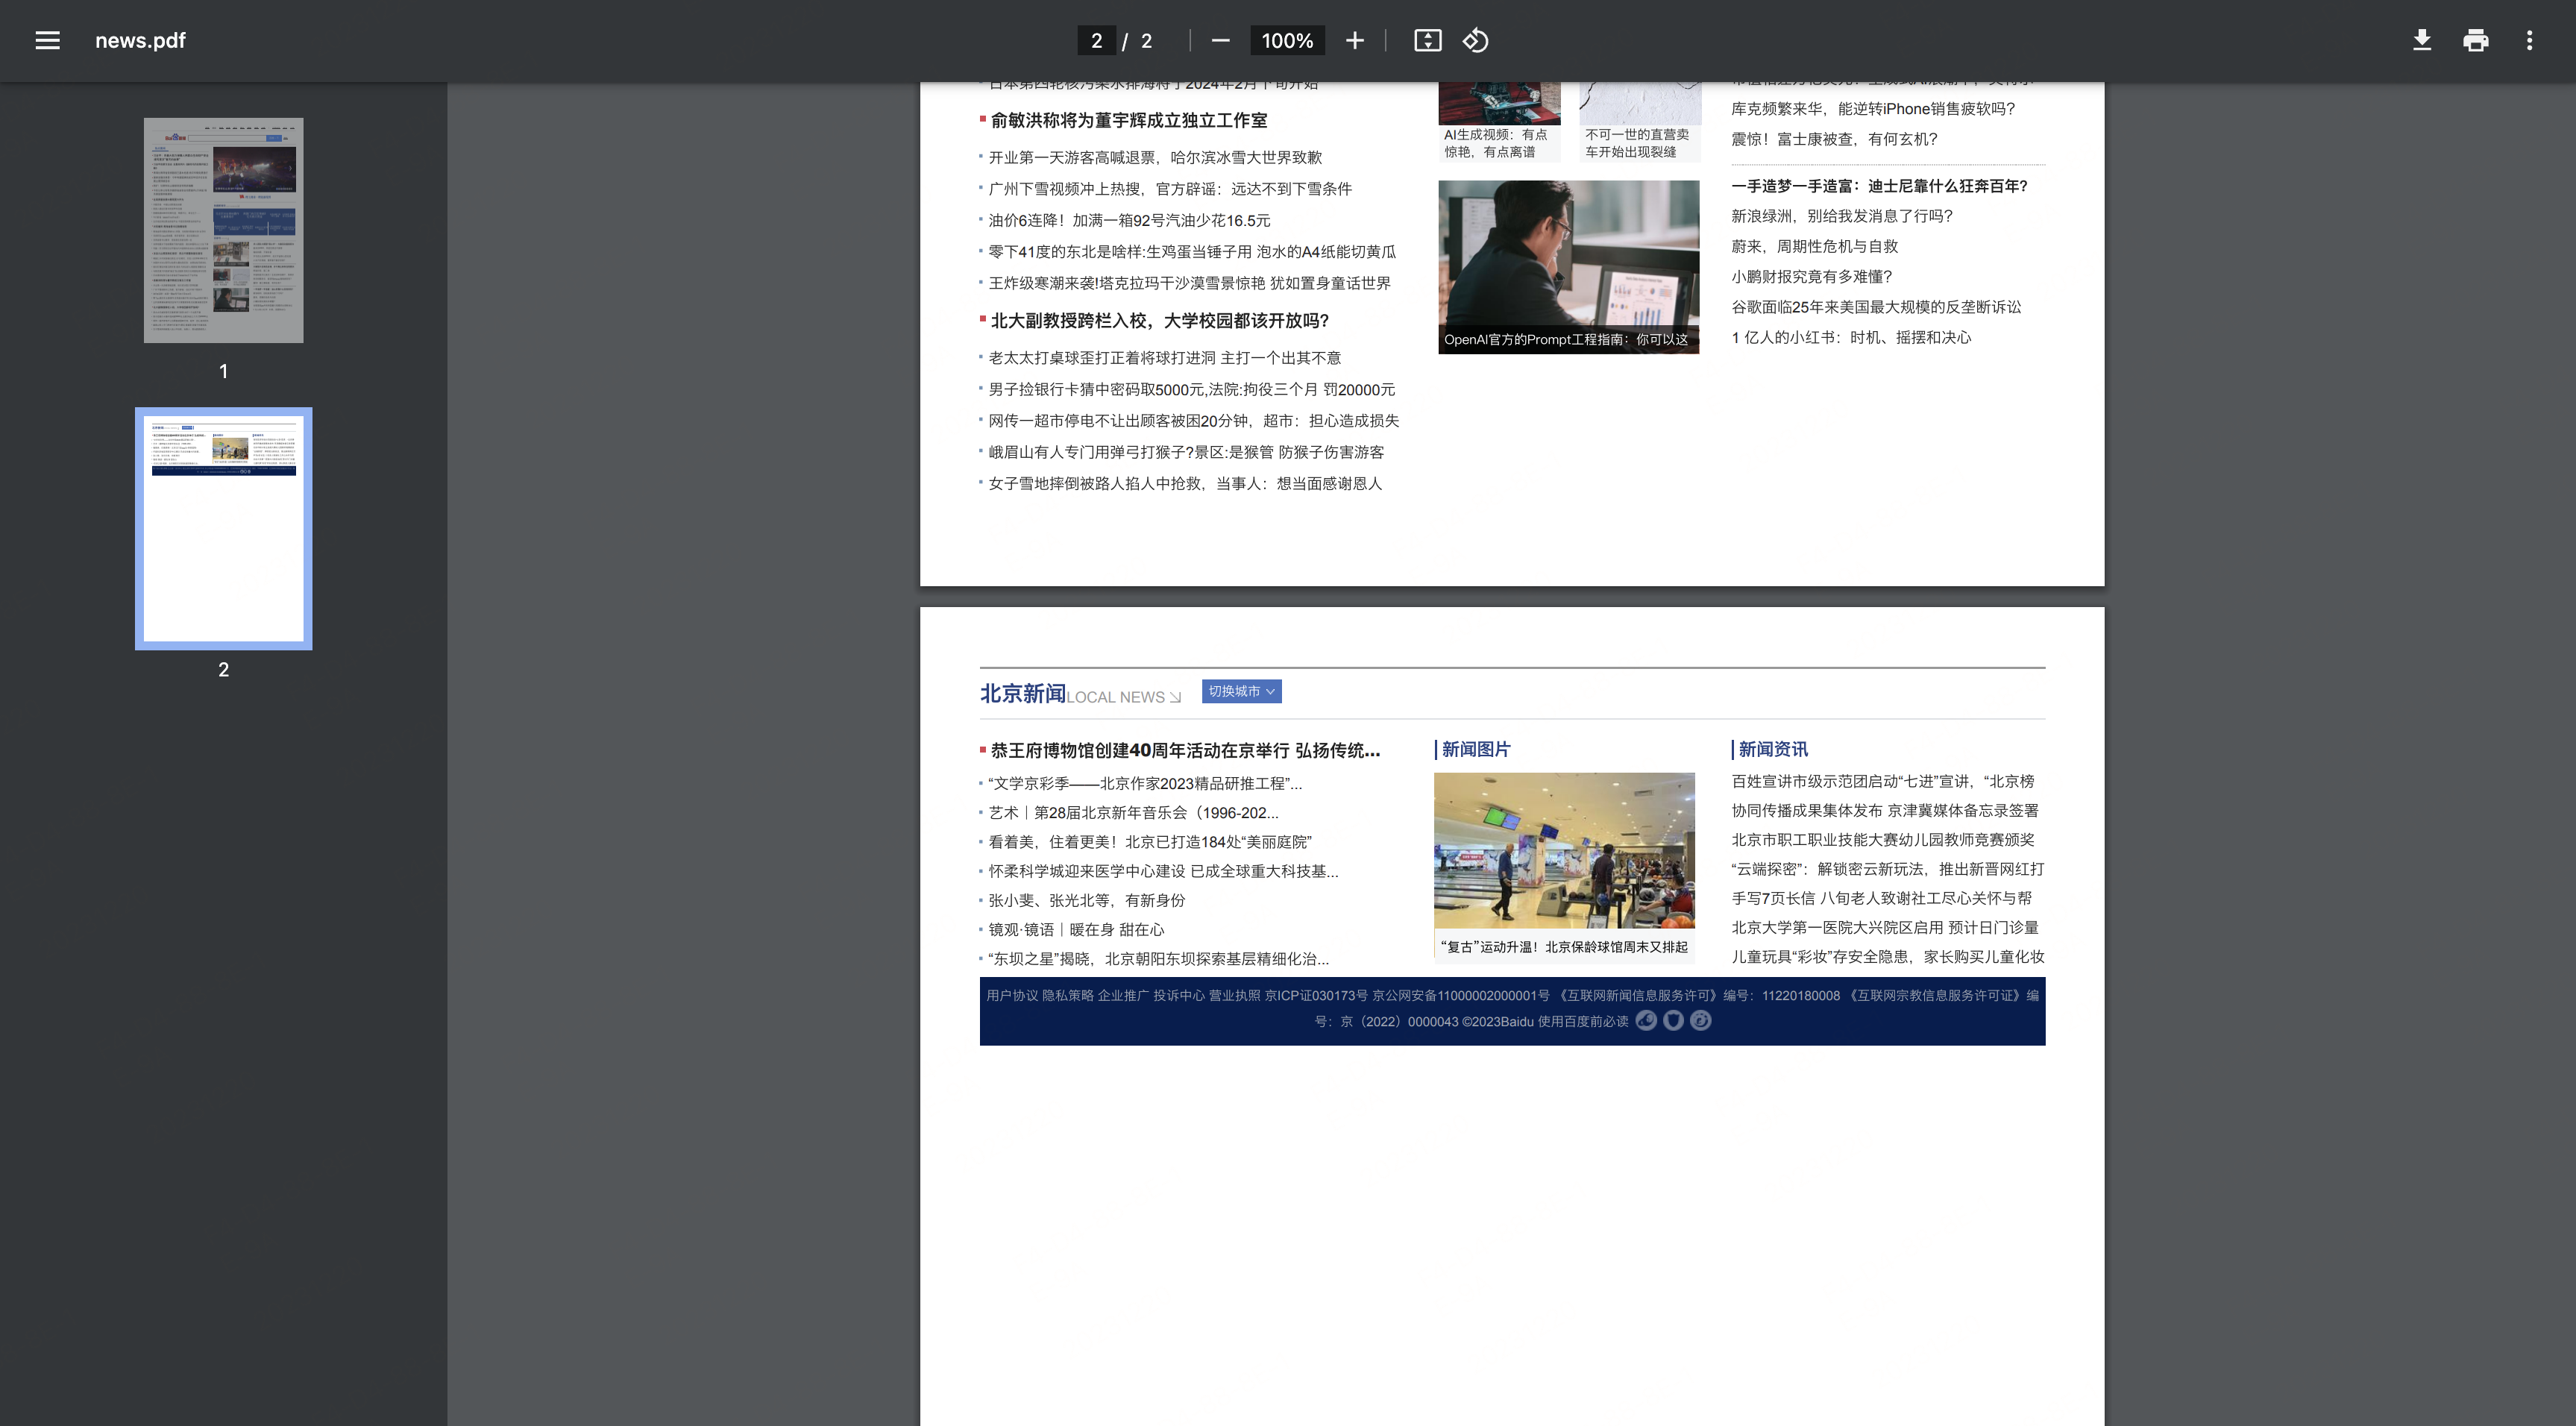 news.pdf
2 / 2
100%
1
2
日本第四轮核污染水排海将于2024年2月下旬开始
俞敏洪称将为董宇辉成立独立工作室
开业第一天游客高喊退票，哈尔滨冰雪大世界致歉
广州下雪视频冲上热搜，官方辟谣：远达不到下雪条件
油价6连降！加满一箱92号汽油少花16.5元
零下41度的东北是啥样:生鸡蛋当锤子用 泡水的A4纸能切黄瓜
王炸级寒潮来袭!塔克拉玛干沙漠雪景惊艳 犹如置身童话世界
北大副教授跨栏入校，大学校园都该开放吗？
老太太打桌球歪打正着将球打进洞 主打一个出其不意
男子捡银行卡猜中密码取5000元,法院:拘役三个月 罚20000元
网传一超市停电不让出顾客被困20分钟，超市：担心造成损失
峨眉山有人专门用弹弓打猴子?景区:是猴管 防猴子伤害游客
女子雪地摔倒被路人掐人中抢救，当事人：想当面感谢恩人
AI生成视频：有点
惊艳，有点离谱
不可一世的直营卖
车开始出现裂缝
OpenAI官方的Prompt工程指南：你可以这
库克频繁来华，能逆转iPhone销售疲软吗？
震惊！富士康被查，有何玄机？
一手造梦一手造富：迪士尼靠什么狂奔百年？
新浪绿洲，别给我发消息了行吗？
蔚来，周期性危机与自救
小鹏财报究竟有多难懂？
谷歌面临25年来美国最大规模的反垄断诉讼
1 亿人的小红书：时机、摇摆和决心
北京新闻LOCAL NEWS 切换城市
恭王府博物馆创建40周年活动在京举行 弘扬传统...
“文学京彩季——北京作家2023精品研推工程”...
艺术｜第28届北京新年音乐会（1996-202...
看着美，住着更美！北京已打造184处“美丽庭院”
怀柔科学城迎来医学中心建设 已成全球重大科技基...
张小斐、张光北等，有新身份
镜观·镜语｜暖在身 甜在心
“东坝之星”揭晓，北京朝阳东坝探索基层精细化治...
新闻图片
“复古”运动升温！北京保龄球馆周末又排起
新闻资讯
百姓宣讲市级示范团启动“七进”宣讲，“北京榜
协同传播成果集体发布 京津冀媒体备忘录签署
北京市职工职业技能大赛幼儿园教师竞赛颁奖
“云端探密”：解锁密云新玩法，推出新晋网红打
手写7页长信 八旬老人致谢社工尽心关怀与帮
北京大学第一医院大兴院区启用 预计日门诊量
儿童玩具“彩妆”存安全隐患，家长购买儿童化妆
用户协议 隐私策略 企业推广 投诉中心 营业执照 京ICP证030173号 京公网安备11000002000001号 《互联网新闻信息服务许可》编号：11220180008 《互联网宗教信息服务许可证》编
号：京（2022）0000043 ©2023Baidu 使用百度前必读